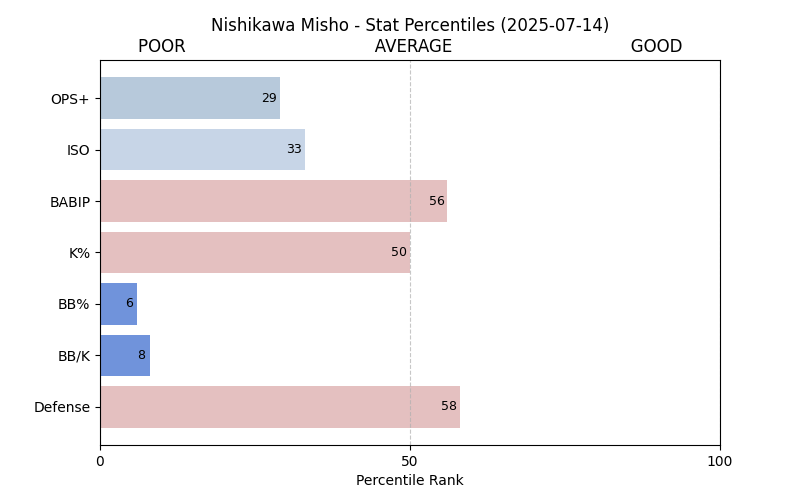 Nishikawa Misho - Stat Percentiles (2025-07-14)
POOR AVERAGE GOOD
OPS+ 29
ISO 33
BABIP 56
K% 50
BB% 6
BB/K 8
Defense 58
0 50 100
Percentile Rank